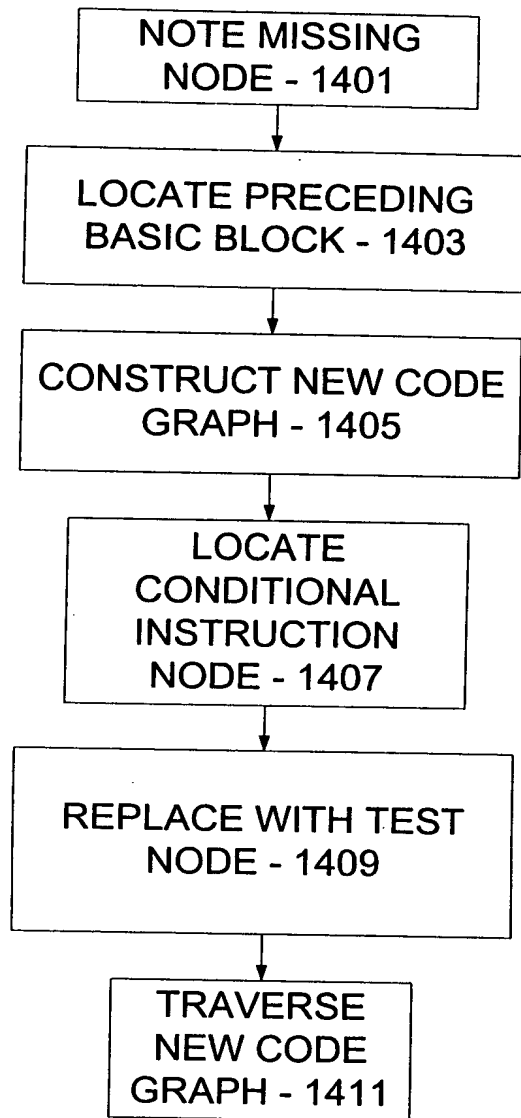 NOTE MISSING
NODE - 1401
LOCATE PRECEDING
BASIC BLOCK - 1403
CONSTRUCT NEW CODE
GRAPH - 1405
LOCATE
CONDITIONAL
INSTRUCTION
NODE - 1407
REPLACE WITH TEST
NODE - 1409
TRAVERSE
NEW CODE
GRAPH - 1411